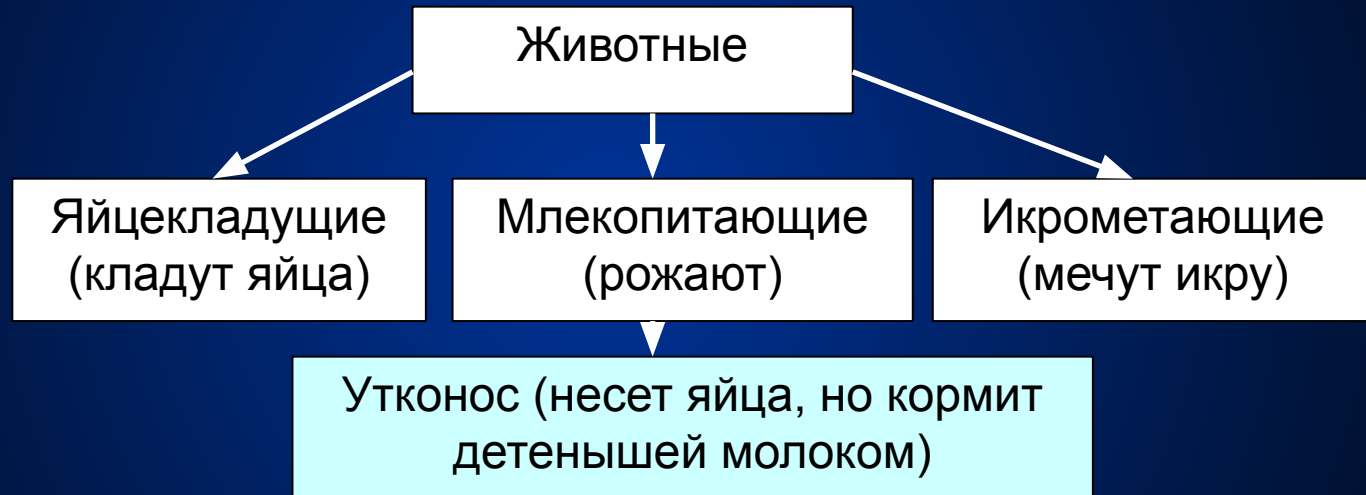 Животные
Яйцекладущие
(кладут яйца)
Млекопитающие
(рожают)
Икрометающие
(мечут икру)
Утконос (несет яйца, но кормит
детенышей молоком)